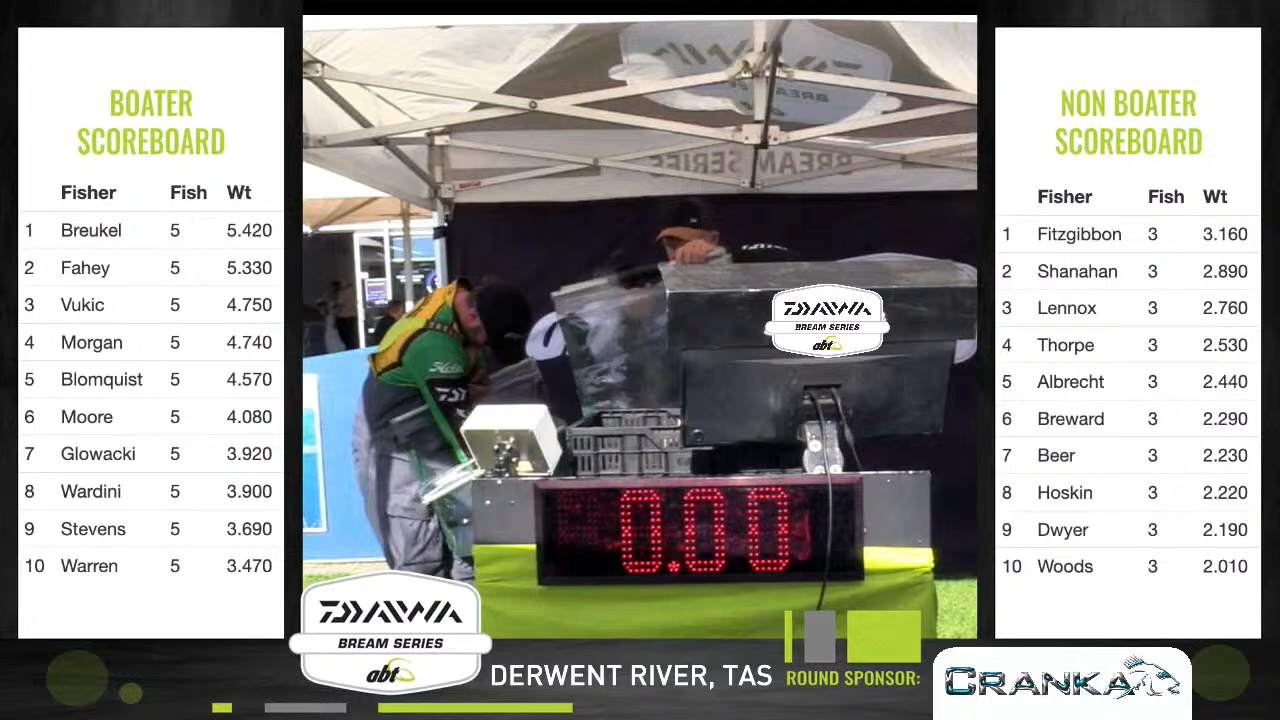 BOATER
SCOREBOARD
Fisher Fish Wt
1 Breukel 5 5.420
2 Fahey 5 5.330
3 Vukic 5 4.750
4 Morgan 5 4.740
5 Blomquist 5 4.570
6 Moore 5 4.080
7 Glowacki 5 3.920
8 Wardini 5 3.900
9 Stevens 5 3.690
10 Warren 5 3.470
BREAM SERIES
DAIWA
BREAM SERIES
abt
0.00
DAIWA
BREAM SERIES
abt
DERWENT RIVER, TAS
ROUND SPONSOR:
CRANKA
NON BOATER
SCOREBOARD
Fisher Fish Wt
1 Fitzgibbon 3 3.160
2 Shanahan 3 2.890
3 Lennox 3 2.760
4 Thorpe 3 2.530
5 Albrecht 3 2.440
6 Breward 3 2.290
7 Beer 3 2.230
8 Hoskin 3 2.220
9 Dwyer 3 2.190
10 Woods 3 2.010